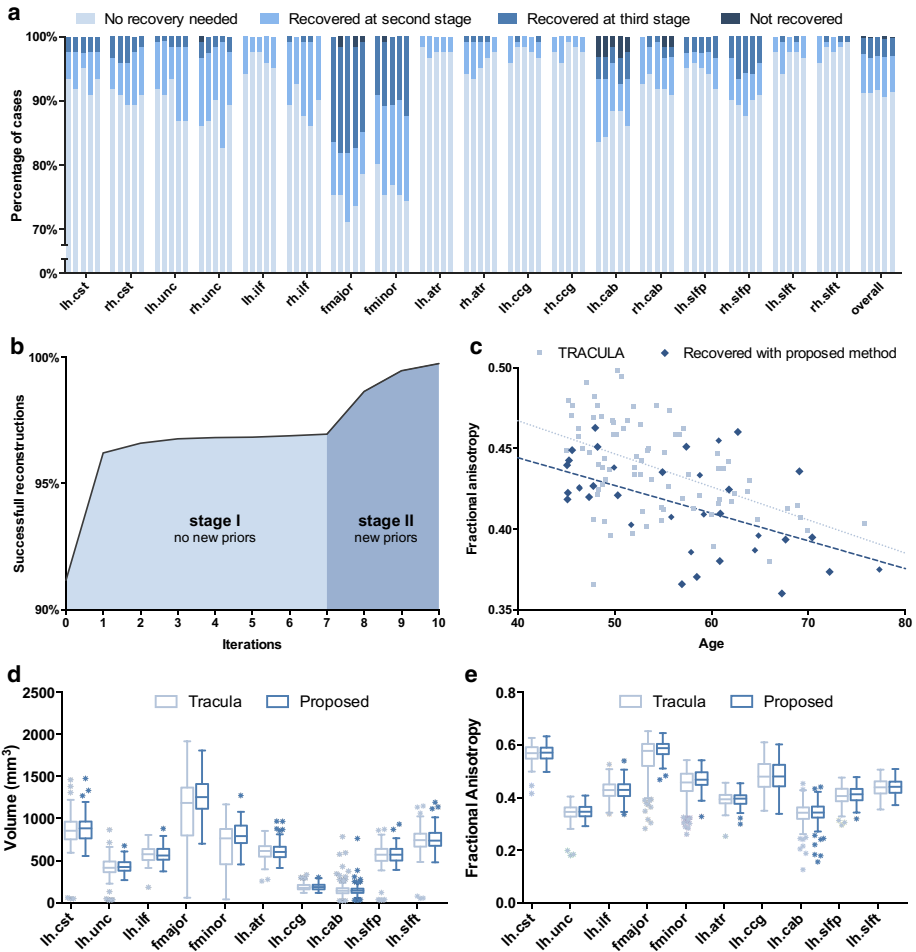 a
No recovery needed Recovered at second stage Recovered at third stage Not recovered
Percentage of cases
100%
90%
80%
70%
0%
lh.cst rh.cst lh.unc rh.unc lh.ilf rh.ilf fmajor fminor lh.atr rh.atr lh.ccg rh.ccg lh.cab rh.cab lh.slfp rh.slfp lh.slft rh.slft overall
b
Successfull reconstructions
100%
95%
90%
stage I
no new priors
stage II
new priors
0 1 2 3 4 5 6 7 8 9 10
Iterations
c
TRACULA Recovered with proposed method
Fractional anisotropy
0.50
0.45
0.40
0.35
40 50 60 70 80
Age
d
Tracula Proposed
Volume (mm³)
2500
2000
1500
1000
500
0
lh.cst lh.unc lh.ilf fmajor fminor lh.atr lh.ccg lh.cab lh.slfp lh.slft
e
Tracula Proposed
Fractional Anisotropy
0.8
0.6
0.4
0.2
0.0
lh.cst lh.unc lh.ilf fmajor fminor lh.atr lh.ccg lh.cab lh.slfp lh.slft